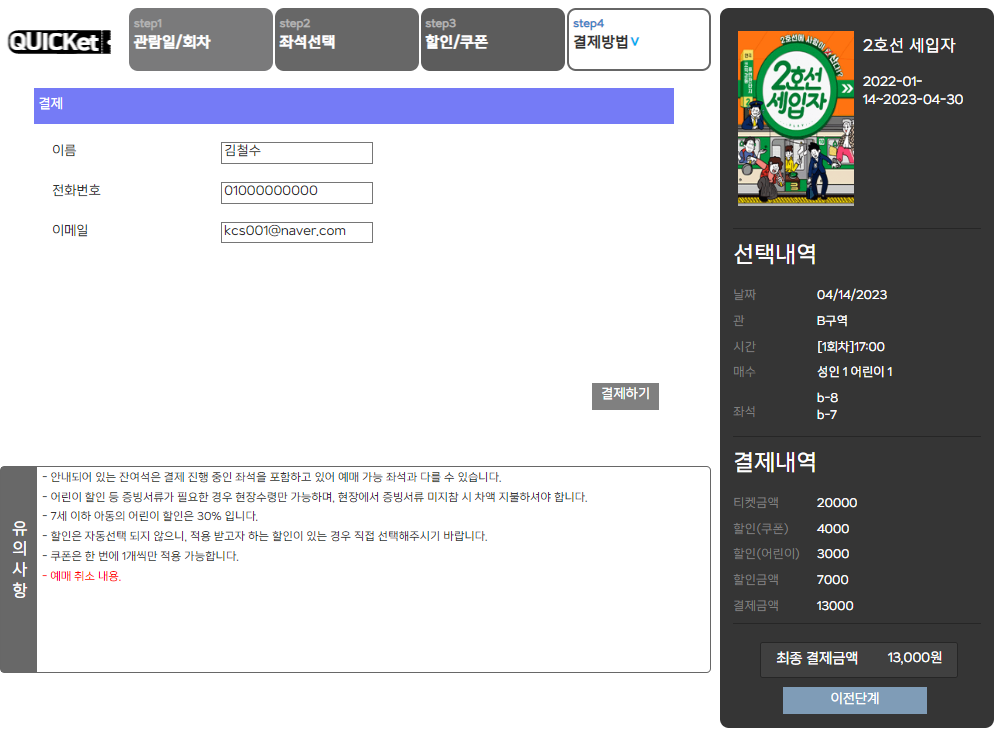 QUICKet
step1
관람일/회차
step2
좌석선택
step3
할인/쿠폰
step4
결제방법∨
결제
이름
김철수
전화번호
01000000000
이메일
kcs001@naver.com
결제하기
유의사항
- 안내되어 있는 잔여석은 결제 진행 중인 좌석을 포함하고 있어 예매 가능 좌석과 다를 수 있습니다.
- 어린이 할인 등 증빙서류가 필요한 경우 현장수령만 가능하며, 현장에서 증빙서류 미지참 시 차액 지불하셔야 합니다.
- 7세 이하 아동의 어린이 할인은 30% 입니다.
- 할인은 자동선택 되지 않으니, 적용 받고자 하는 할인이 있는 경우 직접 선택해주시기 바랍니다.
- 쿠폰은 한 번에 1개씩만 적용 가능합니다.
- 예매 취소 내용.
2호선에 사람이 산다!?
2호선
세입자
2호선 세입자
2022-01-
14~2023-04-30
선택내역
날짜 04/14/2023
관 B구역
시간 [1회차]17:00
매수 성인 1 어린이 1
좌석 b-8
b-7
결제내역
티켓금액 20000
할인(쿠폰) 4000
할인(어린이) 3000
할인금액 7000
결제금액 13000
최종 결제금액 13,000원
이전단계